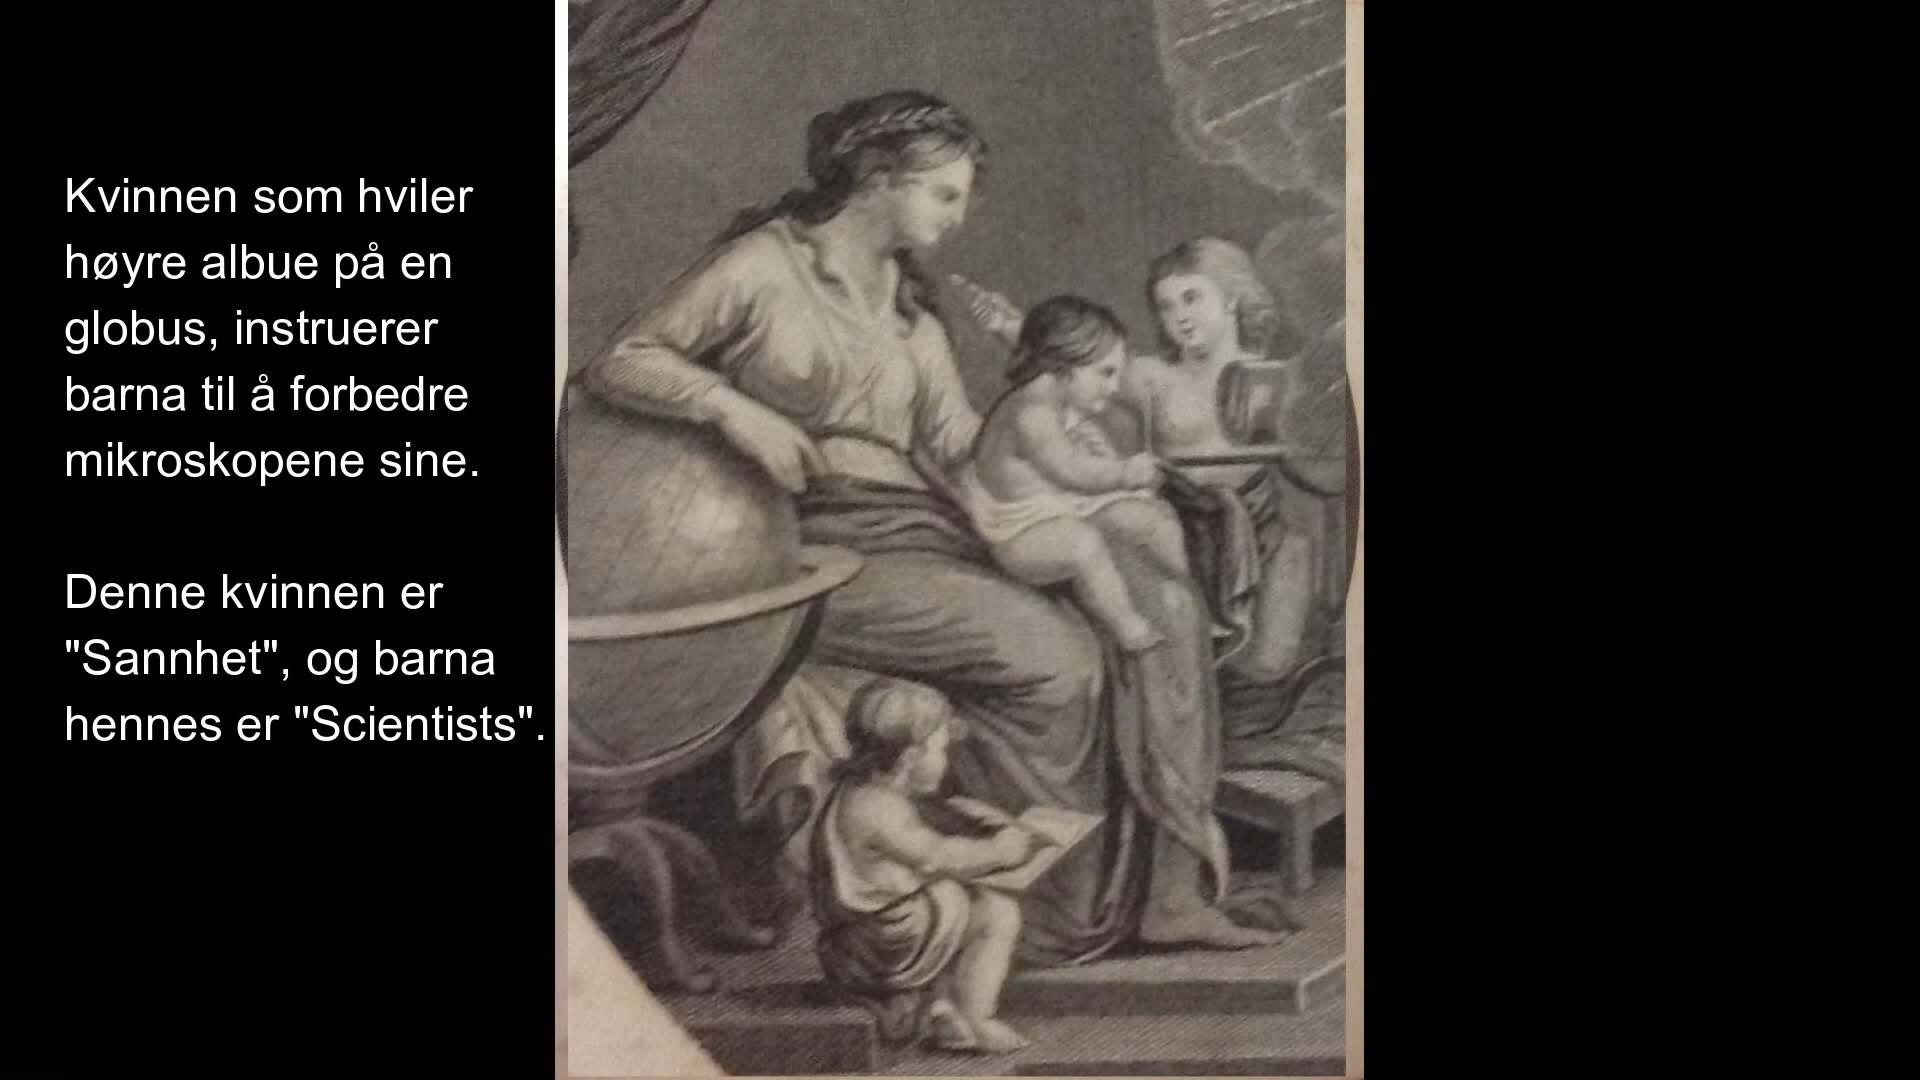 Kvinnen som hviler
høyre albue på en
globus, instruerer
barna til å forbedre
mikroskopene sine.
Denne kvinnen er
"Sannhet", og barna
hennes er "Scientists".